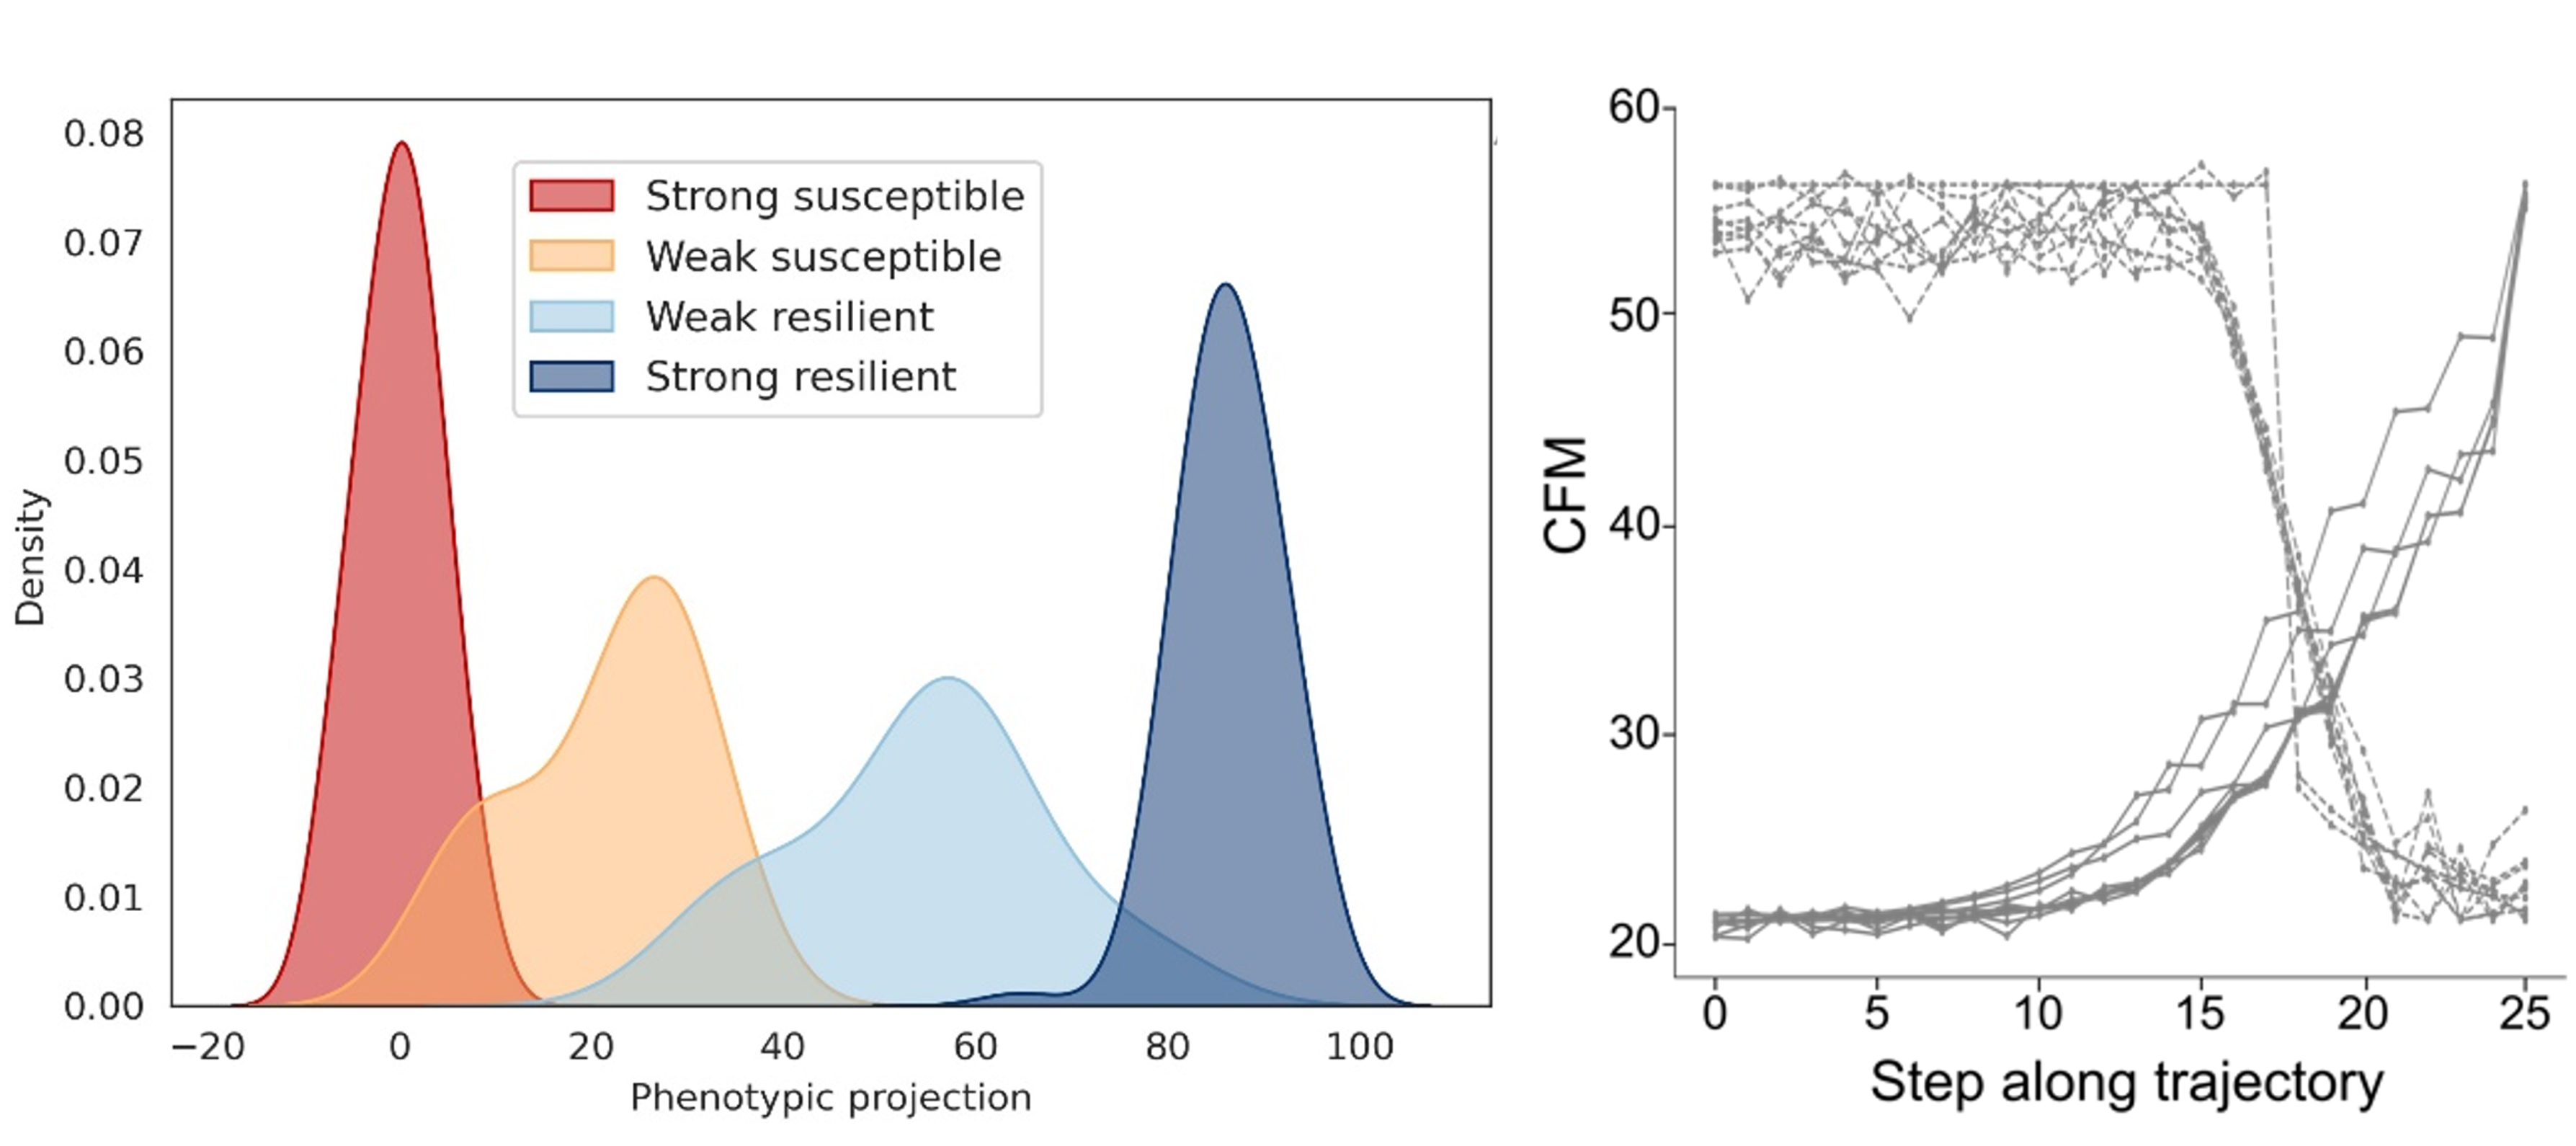 0.08
0.07
0.06
0.05
0.04
0.03
0.02
0.01
0.00
Density
Strong susceptible
Weak susceptible
Weak resilient
Strong resilient
−20 0 20 40 60 80 100
Phenotypic projection
60
50
40
30
20
CFM
0 5 10 15 20 25
Step along trajectory